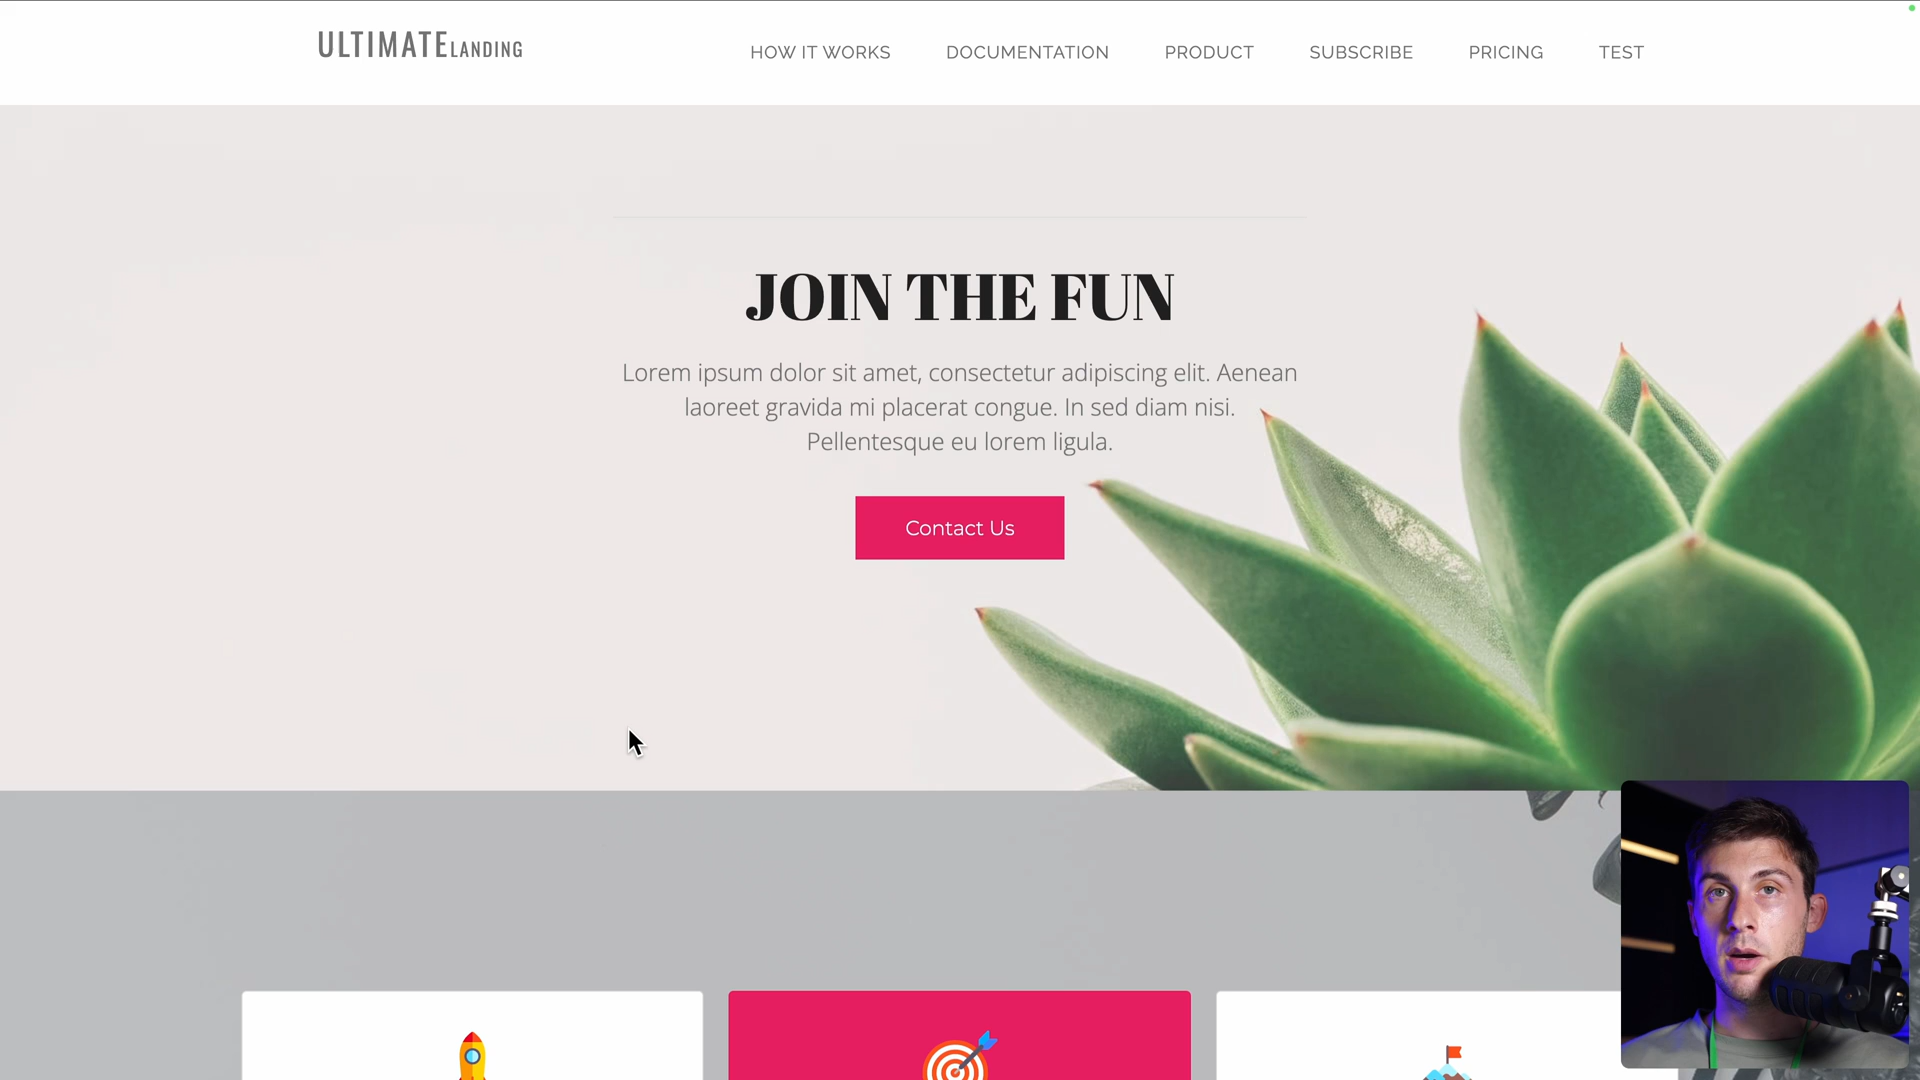 ULTIMATELANDING
HOW IT WORKS
DOCUMENTATION
PRODUCT
SUBSCRIBE
PRICING
TEST
JOIN THE FUN
Lorem ipsum dolor sit amet, consectetur adipiscing elit. Aenean
laoreet gravida mi placerat congue. In sed diam nisi.
Pellentesque eu lorem ligula.
Contact Us